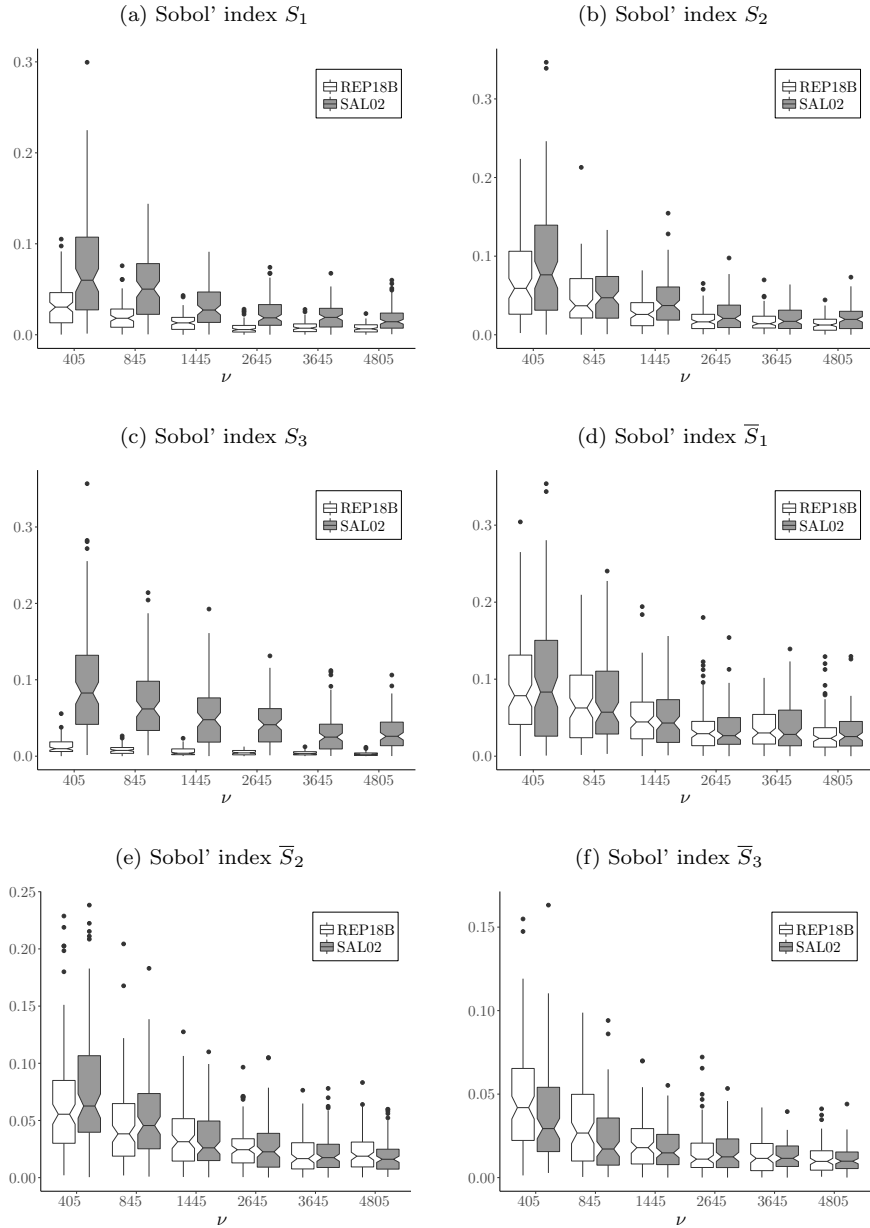 (a) Sobol' index S₁
0.3
0.2
0.1
0.0
REP18B
SAL02
405 845 1445 2645 3645 4805
ν
(b) Sobol' index S₂
0.3
0.2
0.1
0.0
REP18B
SAL02
405 845 1445 2645 3645 4805
ν
(c) Sobol' index S₃
0.3
0.2
0.1
0.0
REP18B
SAL02
405 845 1445 2645 3645 4805
ν
(d) Sobol' index S̅₁
0.3
0.2
0.1
0.0
REP18B
SAL02
405 845 1445 2645 3645 4805
ν
(e) Sobol' index S̅₂
0.25
0.20
0.15
0.10
0.05
0.00
REP18B
SAL02
405 845 1445 2645 3645 4805
ν
(f) Sobol' index S̅₃
0.15
0.10
0.05
0.00
REP18B
SAL02
405 845 1445 2645 3645 4805
ν